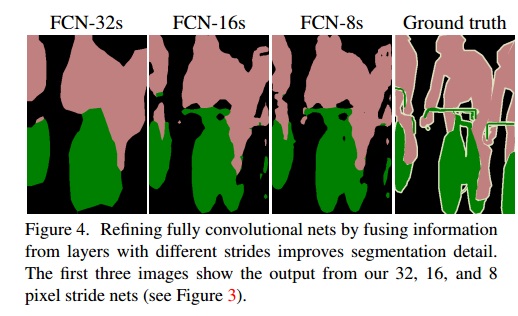 FCN-32s FCN-16s FCN-8s Ground truth
Figure 4. Refining fully convolutional nets by fusing information
from layers with different strides improves segmentation detail.
The first three images show the output from our 32, 16, and 8
pixel stride nets (see Figure 3).